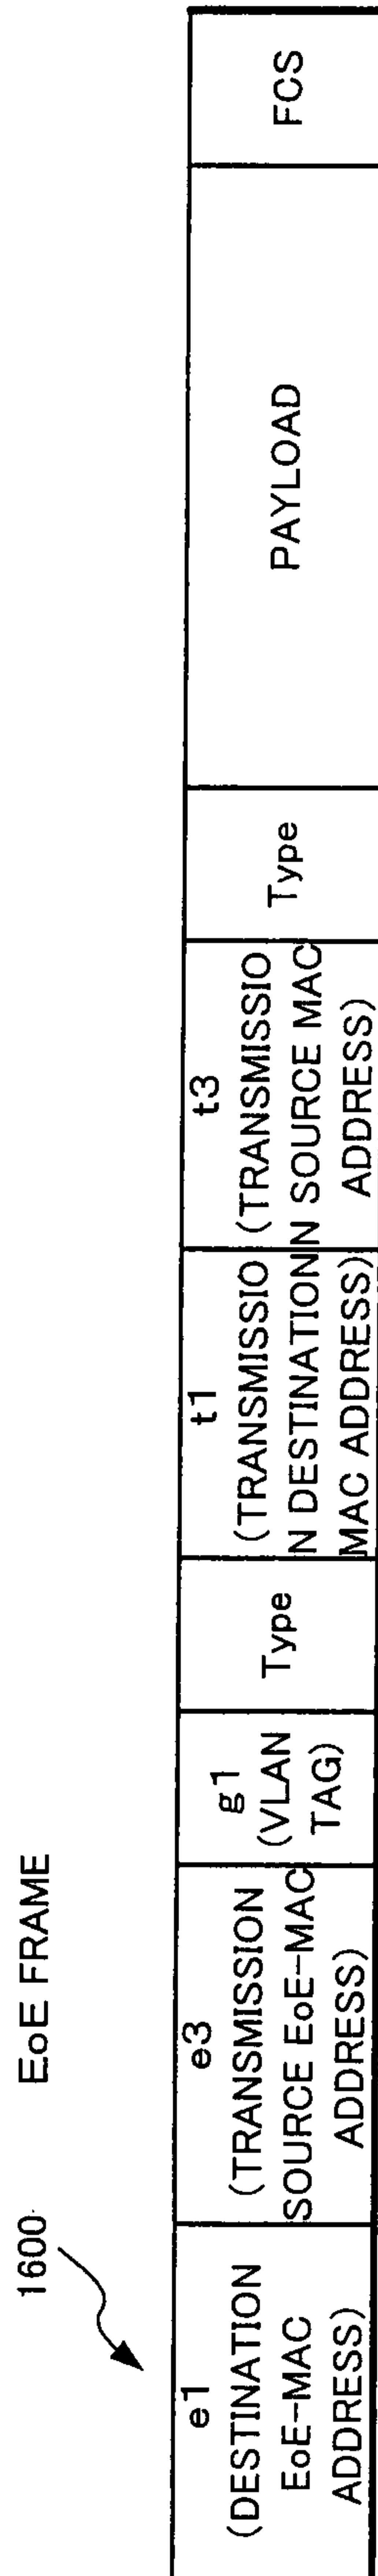 1600
EoE FRAME
e1
(DESTINATION
EoE-MAC
ADDRESS)
e3
(TRANSMISSION
SOURCE EoE-MAC
ADDRESS)
g1
(VLAN
TAG)
Type
t1
(TRANSMISSIO
N DESTINATION
MAC ADDRESS)
t3
(TRANSMISSIO
N SOURCE MAC
ADDRESS)
Type
PAYLOAD
FCS